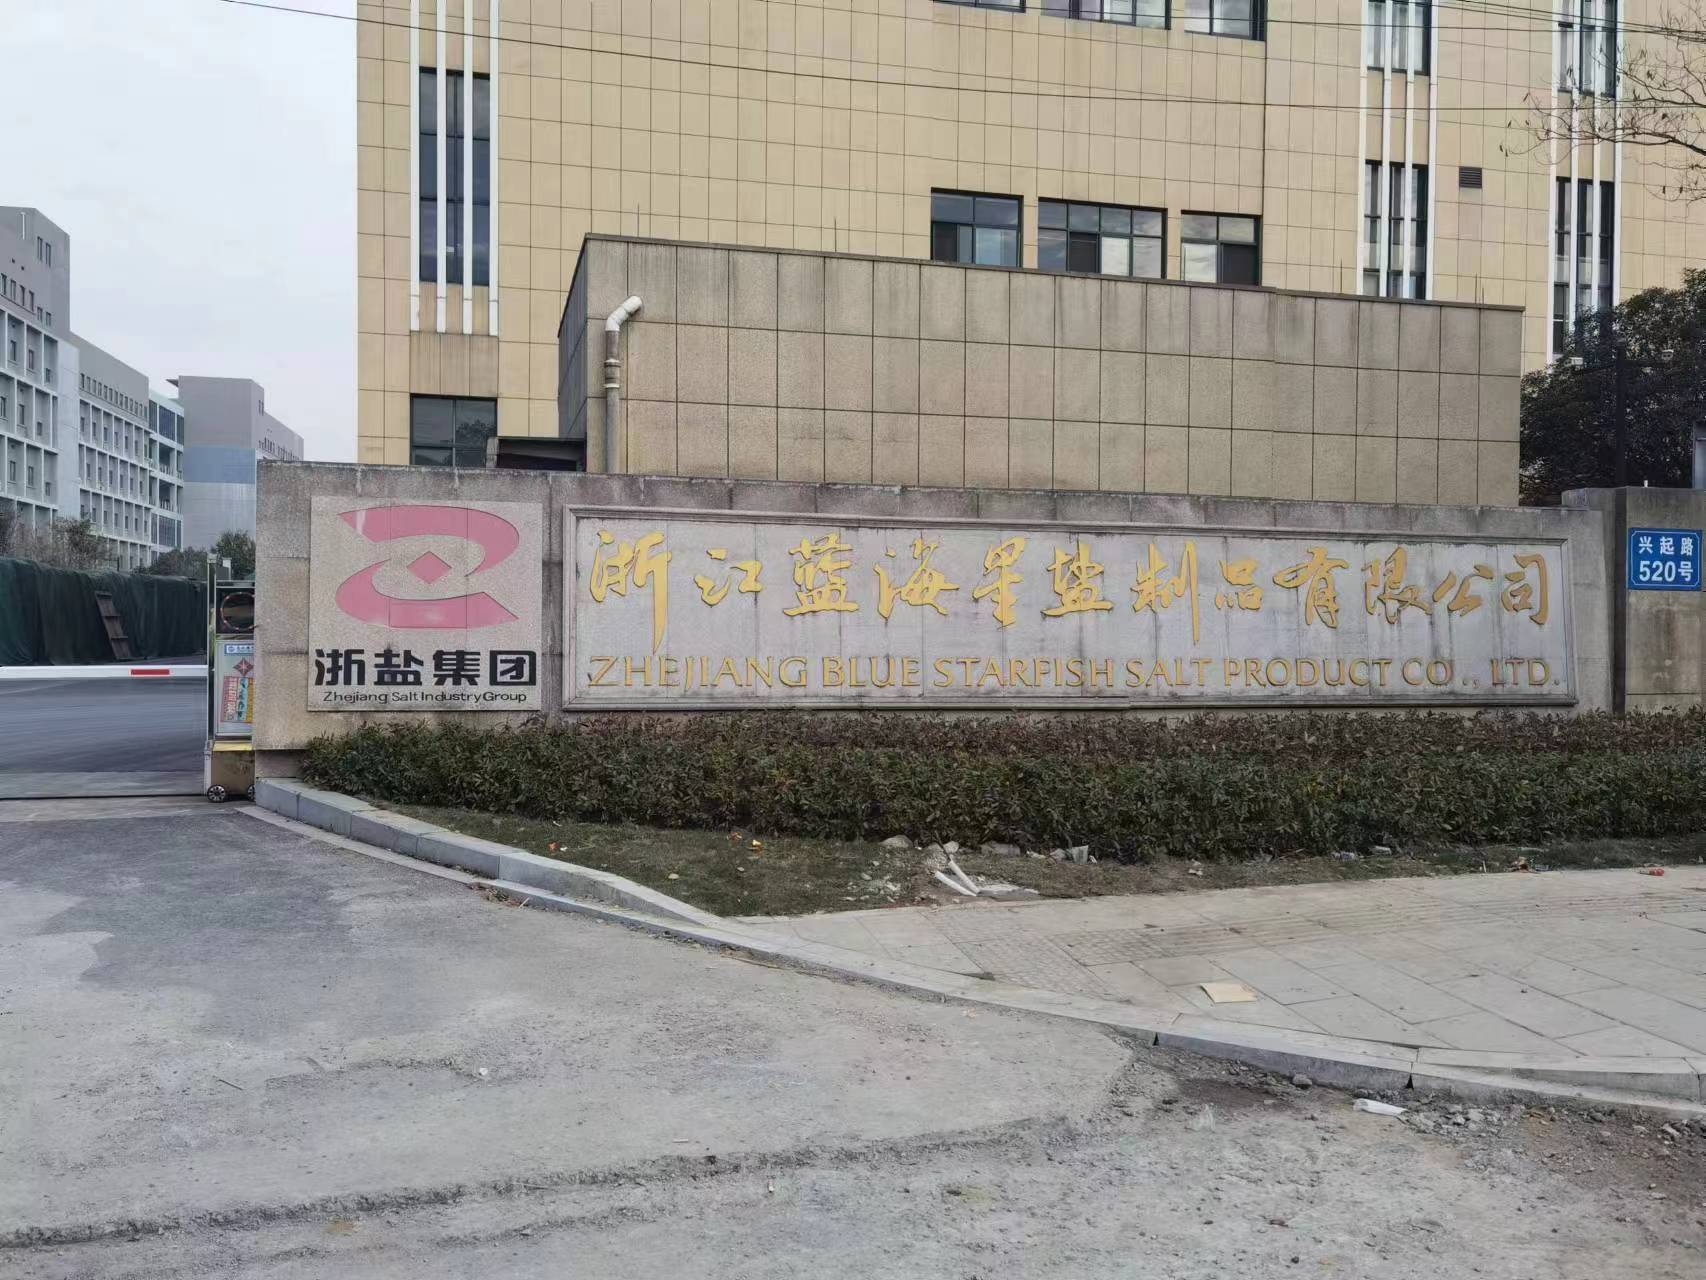 浙盐集团
Zhejiang Salt Industry Group
浙江蓝海星盐制品有限公司
ZHEJIANG BLUE STARFISH SALT PRODUCT CO., LTD.
兴起路
520号